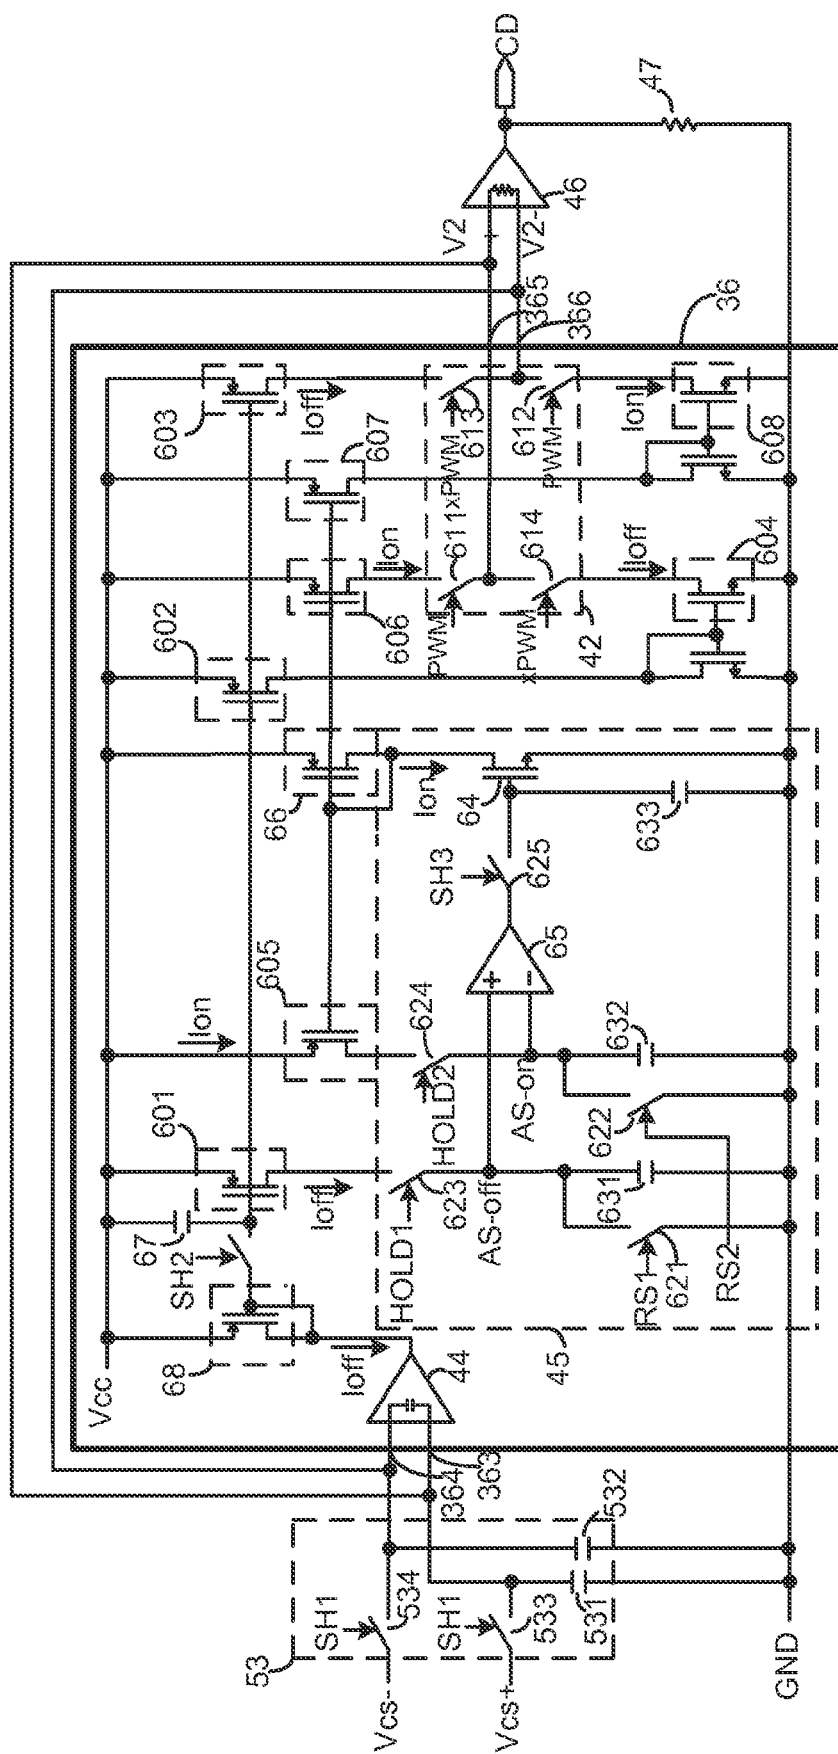 Vcc
68
SH2
67
601
Ion
602
603
605
66
607
53
SH1
Ioff
Ioff
Ion
606
Ioff
Vcs-
534
364
363
44
HOLD1
623
HOLD2
624
SH3
Ion
PWM
611
xPWM
613
V2
+
CD
SH1
Vcs+
533
AS-off
AS-on
+
-
65
625
64
xPWM
614
PWM
612
365
V2-
366
46
531
532
45
RS1
621
631
622
632
633
42
Ioff
Ion
47
RS2
604
608
36
GND